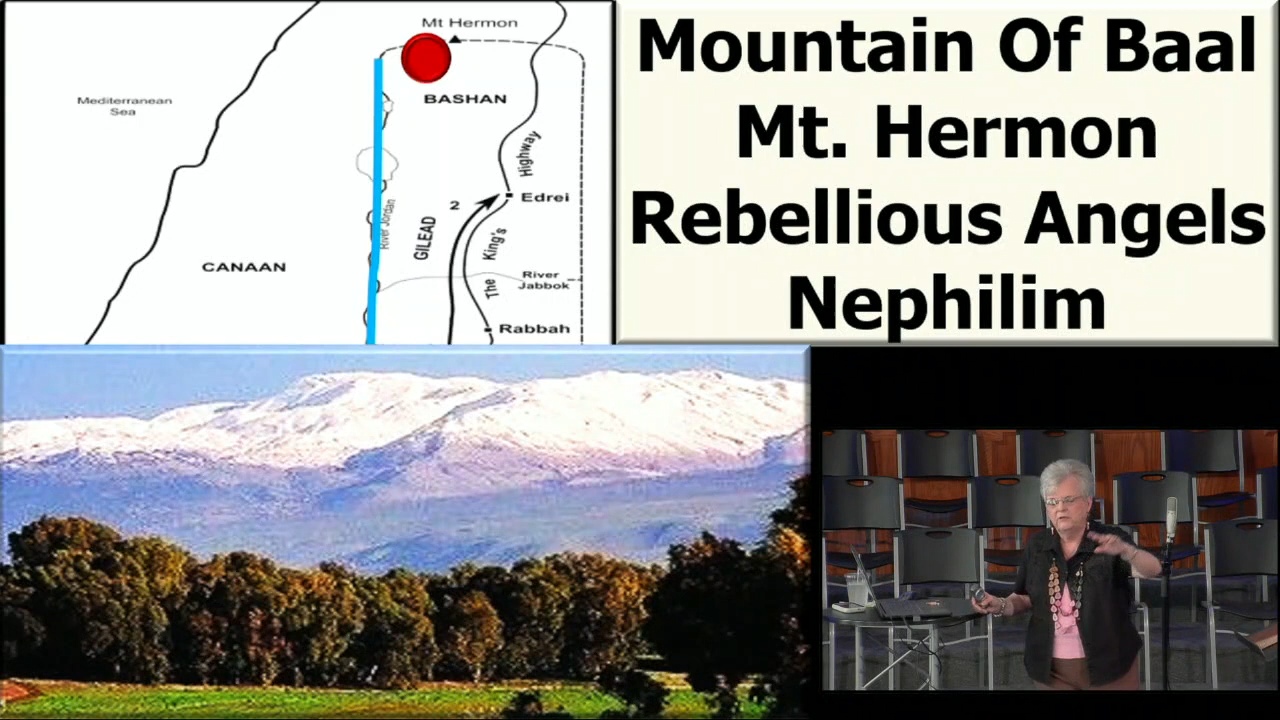 Mt Hermon
Mediterranean
Sea
BASHAN
Highway
Edrei
2
River Jordan
GILEAD
King's
CANAAN
River
Jabbok
The
Rabbah
Mountain Of Baal
Mt. Hermon
Rebellious Angels
Nephilim